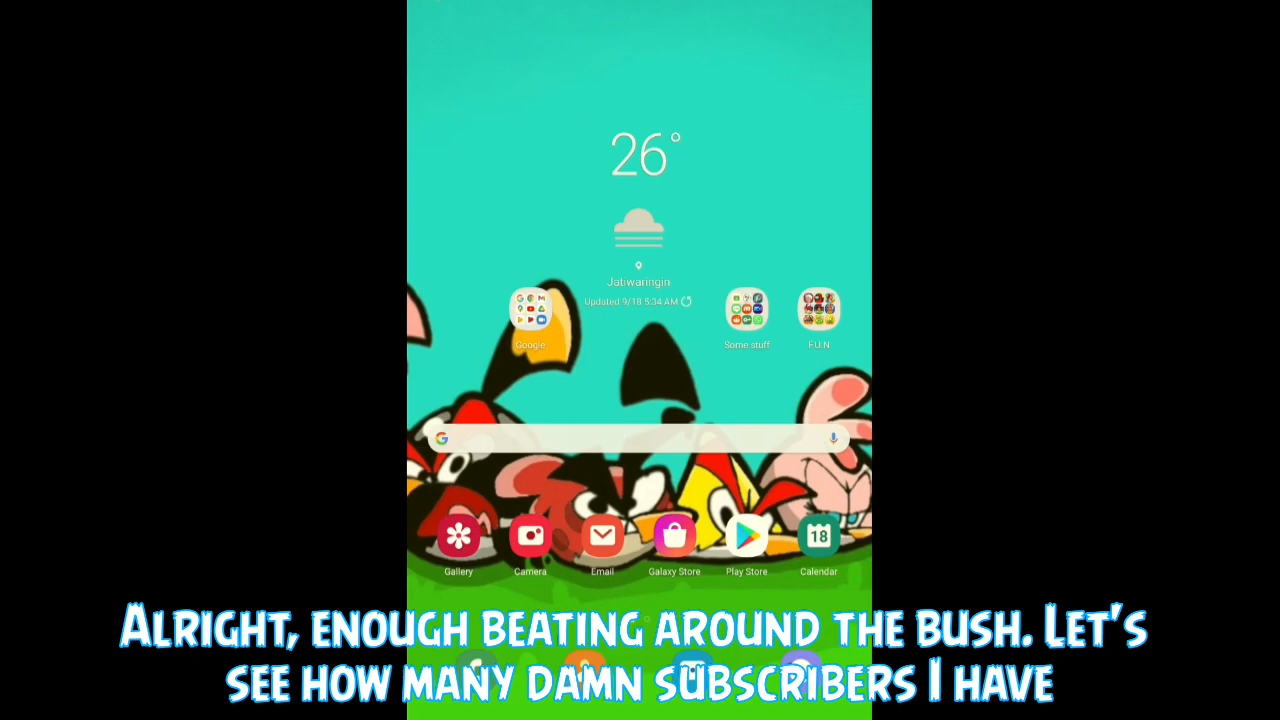 26°
Jatiwaringin
Updated 9/18 5:34 AM
Google
Some stuff
F.U.N
18
Gallery
Camera
Email
Galaxy Store
Play Store
Calendar
Alright, enough beating around the bush. Let's
see how many damn subscribers I have